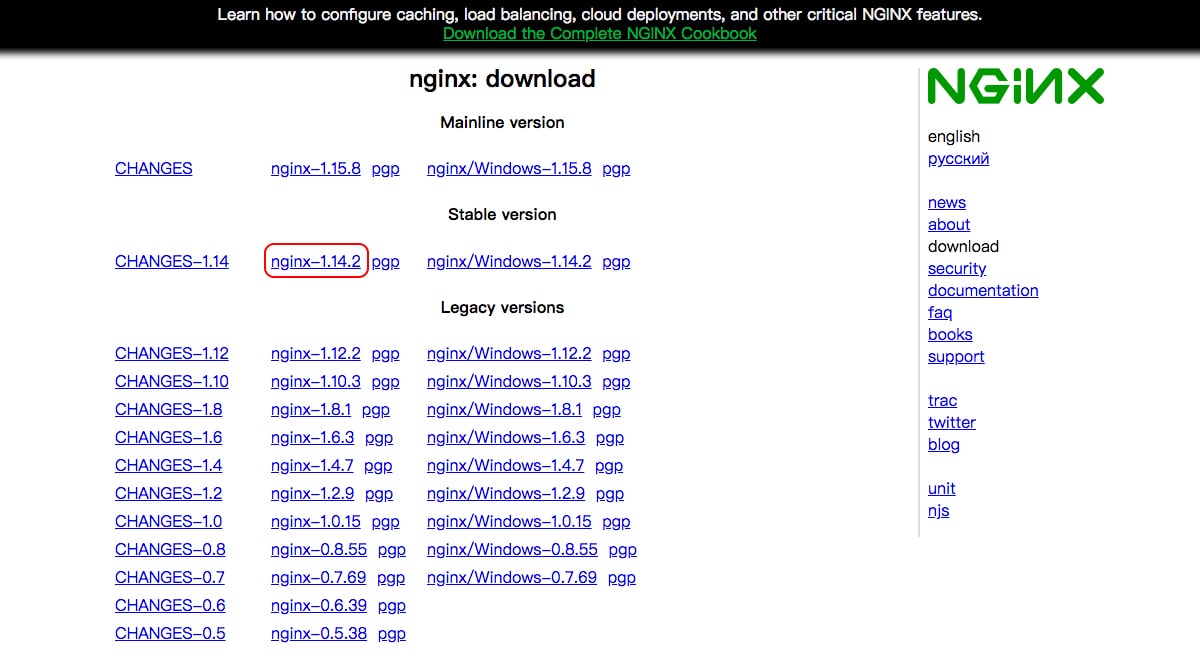 Learn how to configure caching, load balancing, cloud deployments, and other critical NGINX features.
Download the Complete NGINX Cookbook
nginx: download
Mainline version
CHANGES nginx-1.15.8 pgp nginx/Windows-1.15.8 pgp
Stable version
CHANGES-1.14 nginx-1.14.2 pgp nginx/Windows-1.14.2 pgp
Legacy versions
CHANGES-1.12 nginx-1.12.2 pgp nginx/Windows-1.12.2 pgp
CHANGES-1.10 nginx-1.10.3 pgp nginx/Windows-1.10.3 pgp
CHANGES-1.8 nginx-1.8.1 pgp nginx/Windows-1.8.1 pgp
CHANGES-1.6 nginx-1.6.3 pgp nginx/Windows-1.6.3 pgp
CHANGES-1.4 nginx-1.4.7 pgp nginx/Windows-1.4.7 pgp
CHANGES-1.2 nginx-1.2.9 pgp nginx/Windows-1.2.9 pgp
CHANGES-1.0 nginx-1.0.15 pgp nginx/Windows-1.0.15 pgp
CHANGES-0.8 nginx-0.8.55 pgp nginx/Windows-0.8.55 pgp
CHANGES-0.7 nginx-0.7.69 pgp nginx/Windows-0.7.69 pgp
CHANGES-0.6 nginx-0.6.39 pgp
CHANGES-0.5 nginx-0.5.38 pgp
NGiNX
english
русский
news
about
download
security
documentation
faq
books
support
trac
twitter
blog
unit
njs